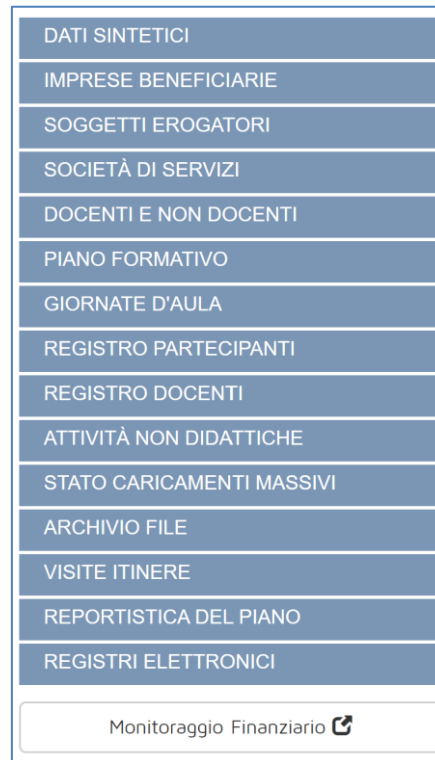 DATI SINTETICI
IMPRESE BENEFICIARIE
SOGGETTI EROGATORI
SOCIETÀ DI SERVIZI
DOCENTI E NON DOCENTI
PIANO FORMATIVO
GIORNATE D'AULA
REGISTRO PARTECIPANTI
REGISTRO DOCENTI
ATTIVITÀ NON DIDATTICHE
STATO CARICAMENTI MASSIVI
ARCHIVIO FILE
VISITE ITINERE
REPORTISTICA DEL PIANO
REGISTRI ELETTRONICI
Monitoraggio Finanziario